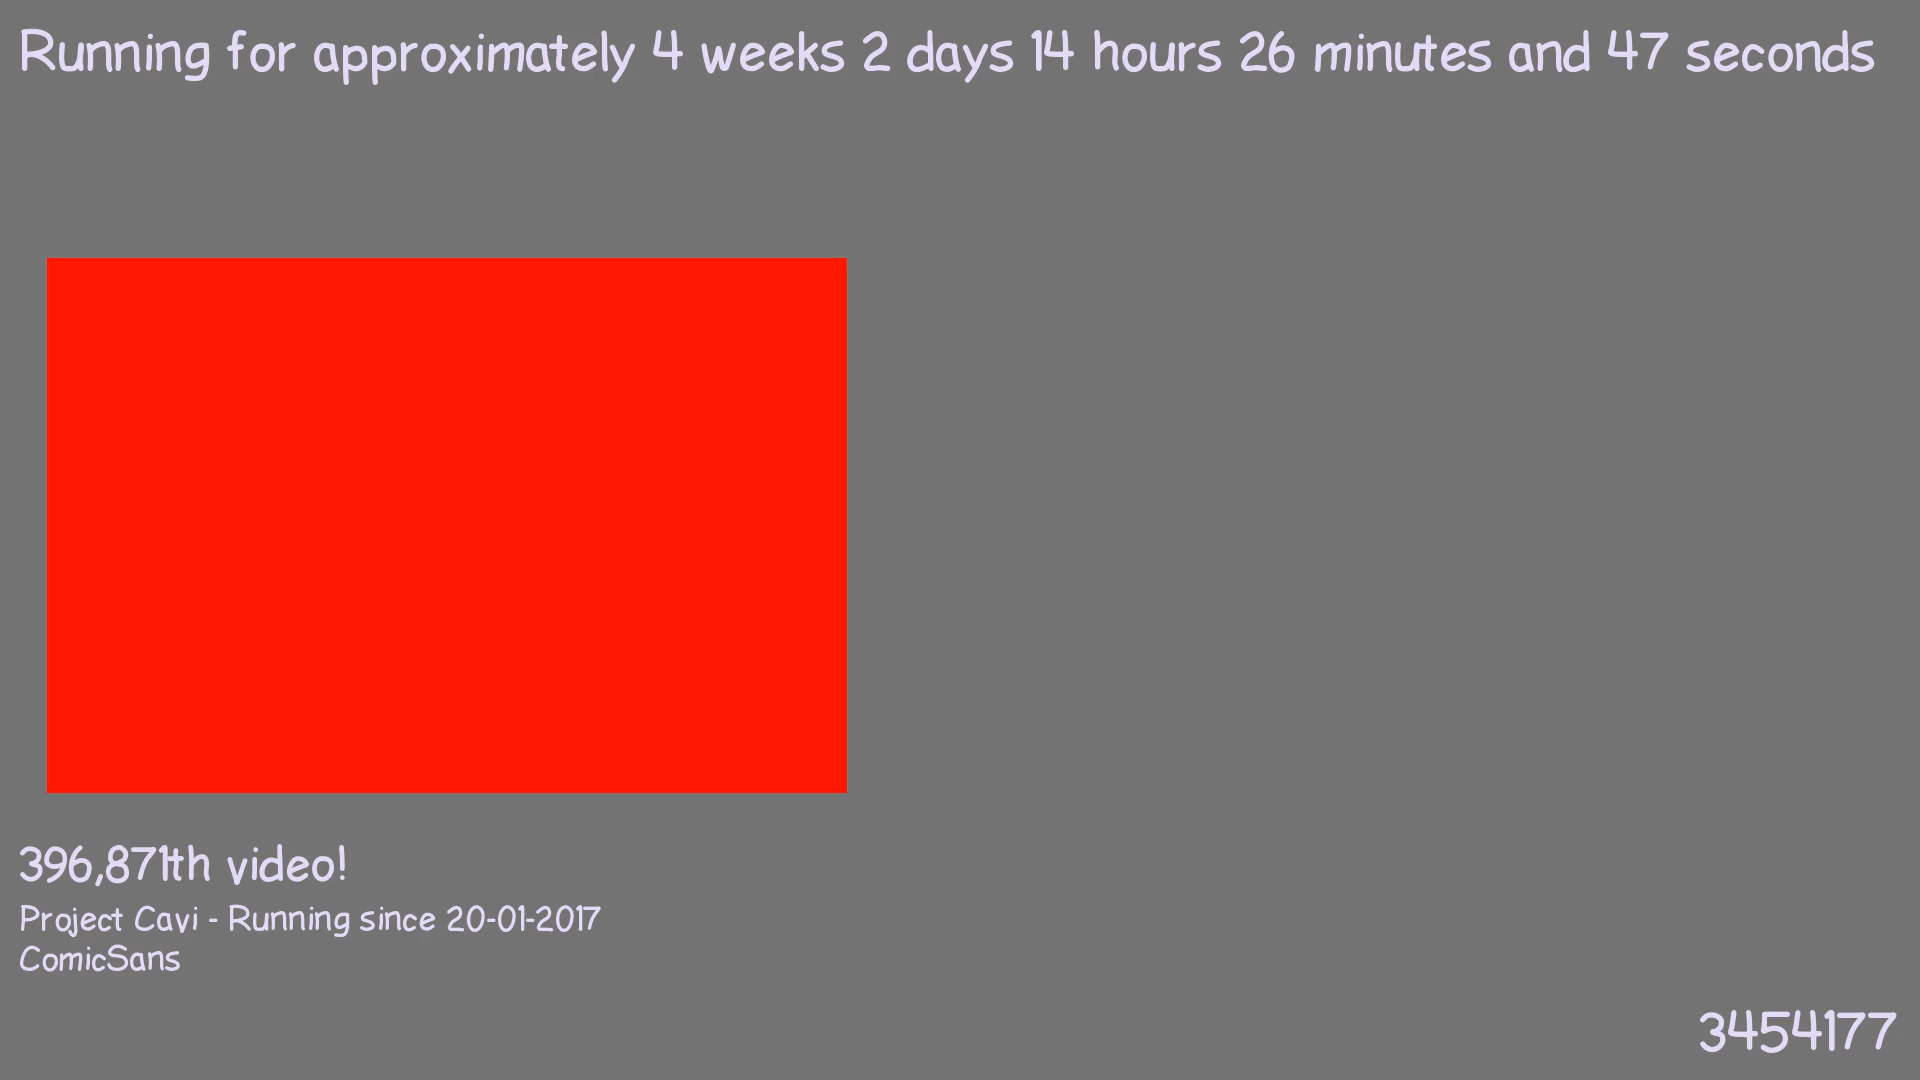 Running for approximately 4 weeks 2 days 14 hours 26 minutes and 47 seconds
396,871th video!
Project Cavi - Running since 20-01-2017
ComicSans
3454177